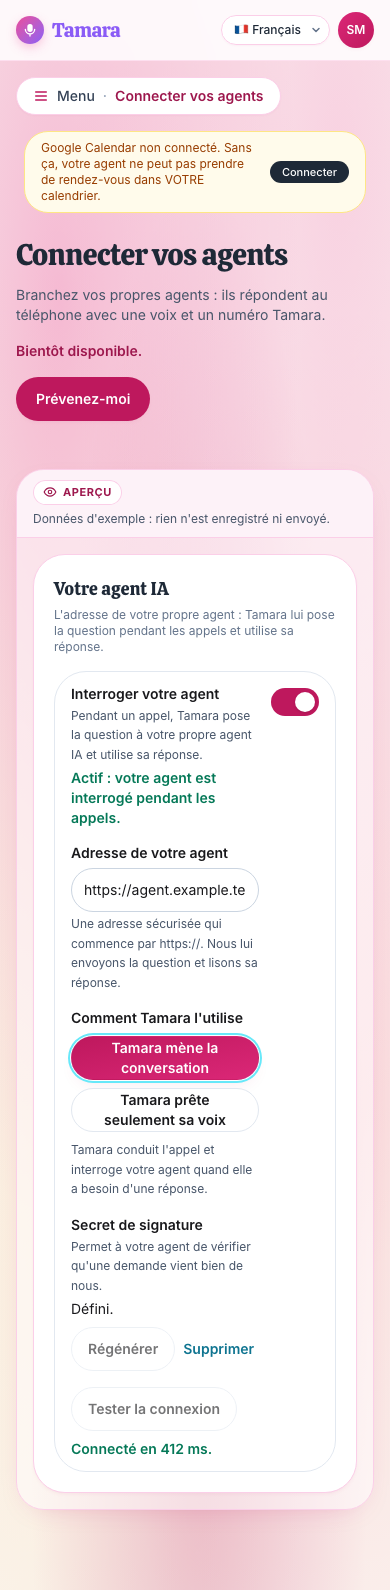 Tamara
Français
SM
Menu · Connecter vos agents
Google Calendar non connecté. Sans
ça, votre agent ne peut pas prendre
de rendez-vous dans VOTRE
calendrier.
Connecter
Connecter vos agents
Branchez vos propres agents : ils répondent au
téléphone avec une voix et un numéro Tamara.
Bientôt disponible.
Prévenez-moi
APERÇU
Données d'exemple : rien n'est enregistré ni envoyé.
Votre agent IA
L'adresse de votre propre agent : Tamara lui pose
la question pendant les appels et utilise sa
réponse.
Interroger votre agent
Pendant un appel, Tamara pose
la question à votre propre agent
IA et utilise sa réponse.
Actif : votre agent est
interrogé pendant les
appels.
Adresse de votre agent
https://agent.example.te
Une adresse sécurisée qui
commence par https://. Nous lui
envoyons la question et lisons sa
réponse.
Comment Tamara l'utilise
Tamara mène la
conversation
Tamara prête
seulement sa voix
Tamara conduit l'appel et
interroge votre agent quand elle
a besoin d'une réponse.
Secret de signature
Permet à votre agent de vérifier
qu'une demande vient bien de
nous.
Défini.
Régénérer Supprimer
Tester la connexion
Connecté en 412 ms.